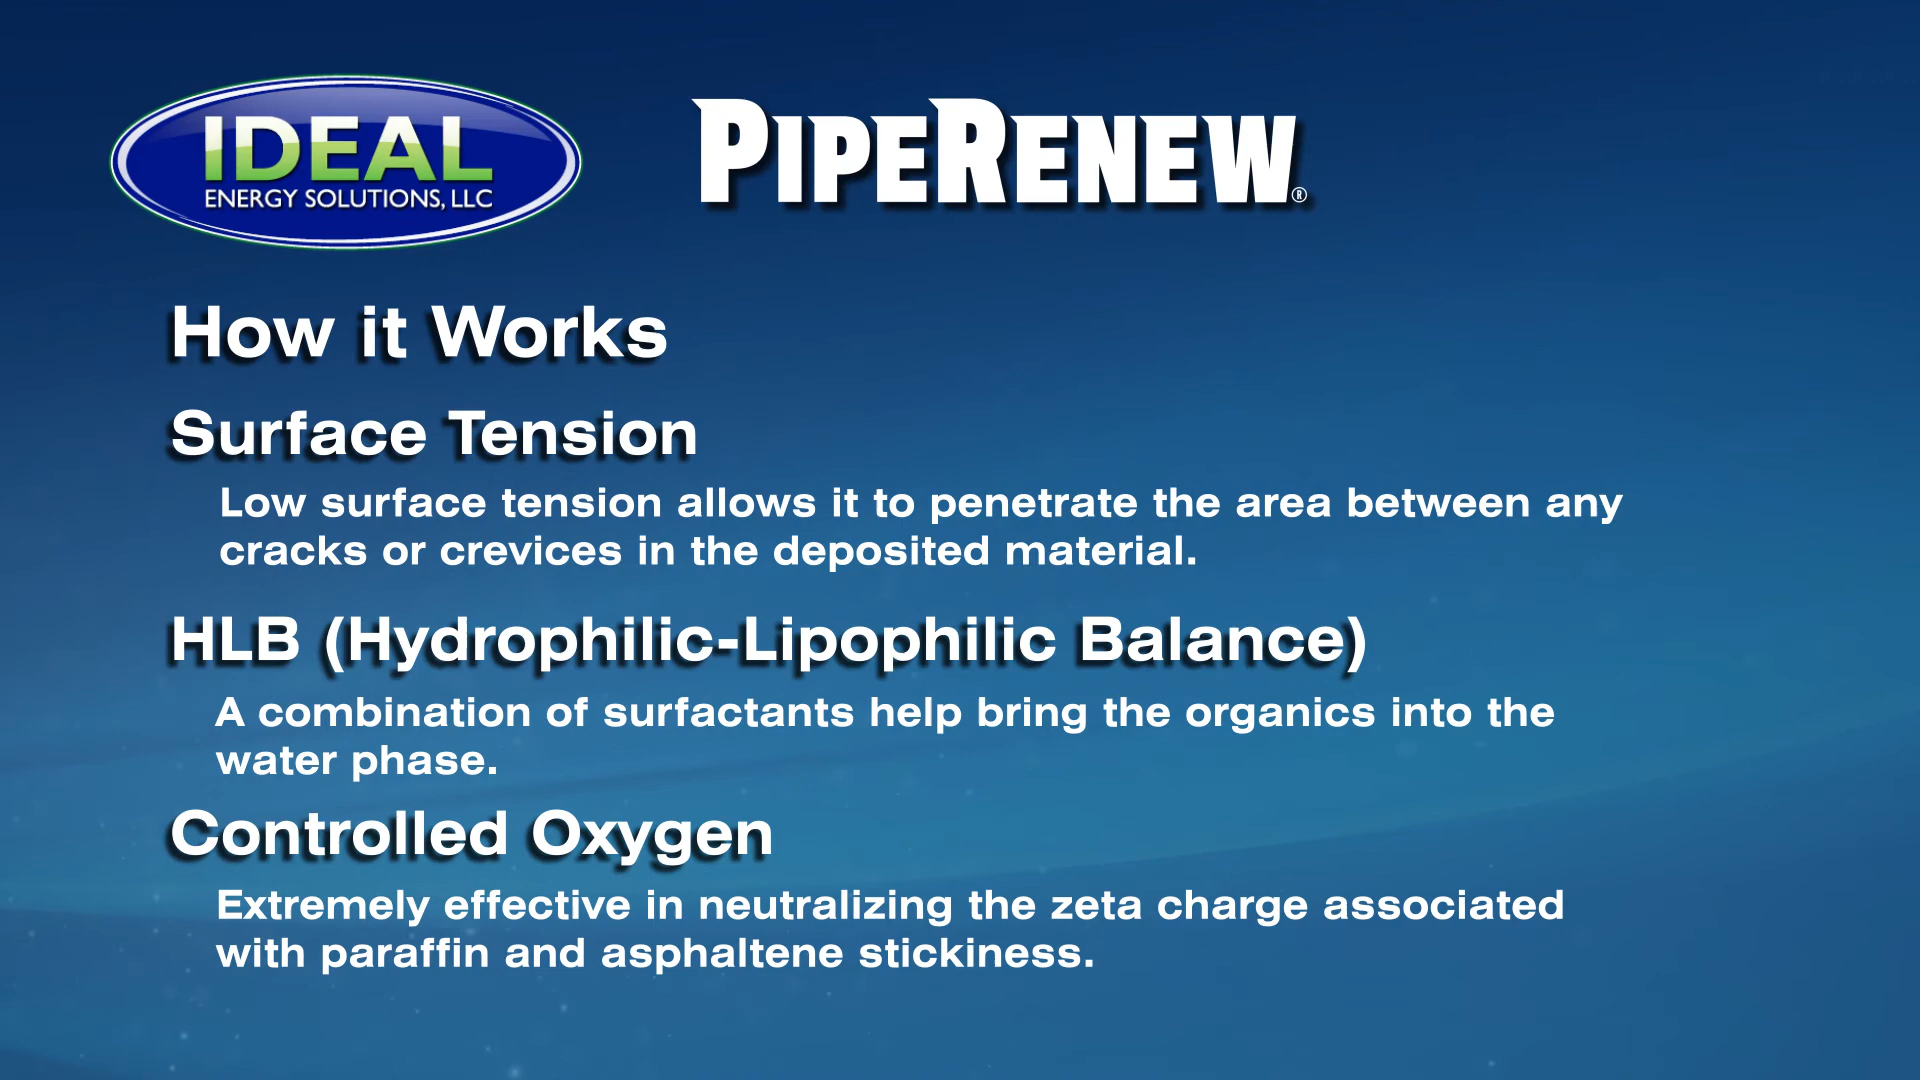 IDEAL
ENERGY SOLUTIONS, LLC
PIPERENEW®
How it Works
Surface Tension
Low surface tension allows it to penetrate the area between any
cracks or crevices in the deposited material.
HLB (Hydrophilic-Lipophilic Balance)
A combination of surfactants help bring the organics into the
water phase.
Controlled Oxygen
Extremely effective in neutralizing the zeta charge associated
with paraffin and asphaltene stickiness.